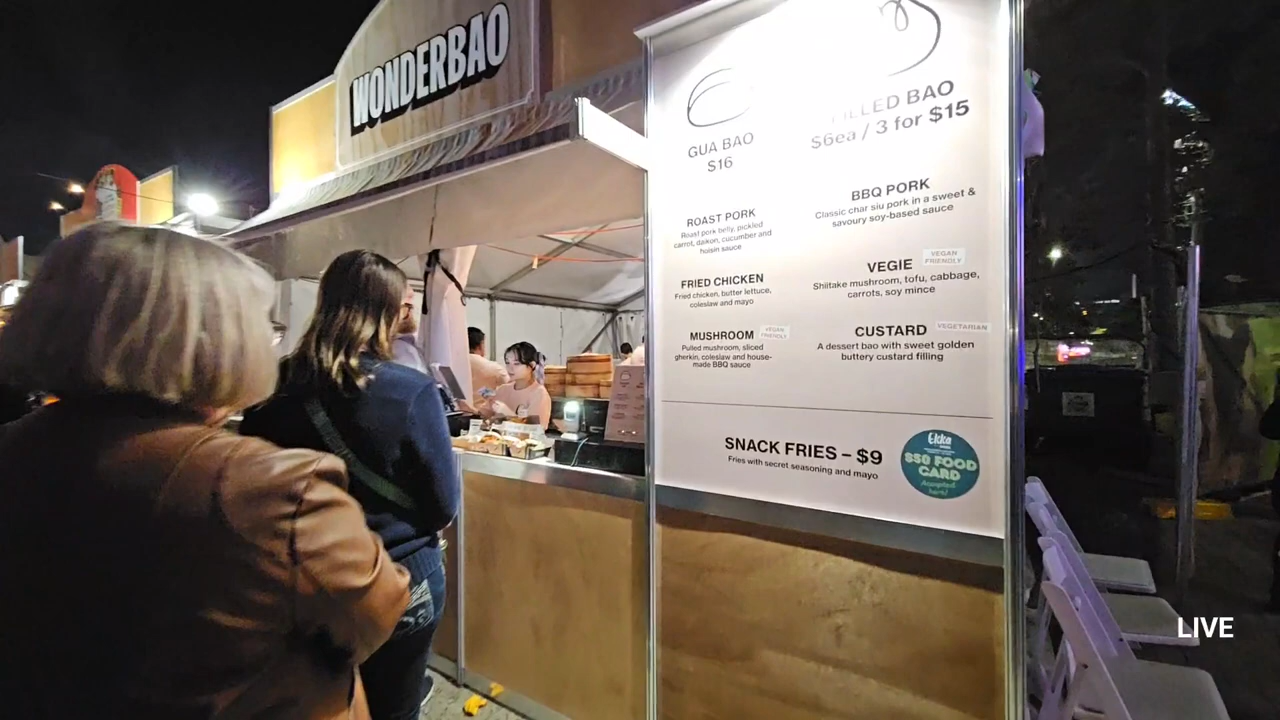 WONDERBAO
GUA BAO
$16
ROAST PORK
Roast pork belly, pickled
carrot, daikon, cucumber and
hoisin sauce
FRIED CHICKEN
Fried chicken, butter lettuce,
coleslaw and mayo
MUSHROOM VEGAN FRIENDLY
Pulled mushroom, sliced
gherkin, coleslaw and house-
made BBQ sauce
FILLED BAO
$6ea / 3 for $15
BBQ PORK
Classic char siu pork in a sweet &
savoury soy-based sauce
VEGIE VEGAN FRIENDLY
Shiitake mushroom, tofu, cabbage,
carrots, soy mince
CUSTARD VEGETARIAN
A dessert bao with sweet golden
buttery custard filling
SNACK FRIES – $9
Fries with secret seasoning and mayo
Ekka
$50 FOOD
CARD
Accepted
here!
LIVE